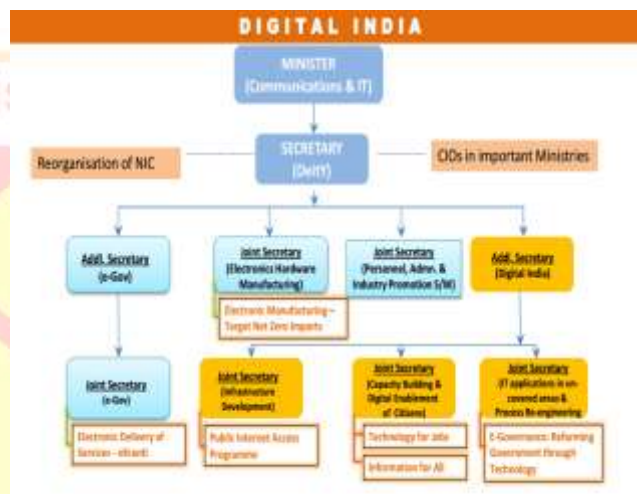 DIGITAL INDIA
MINISTER
(Communications & IT)
Reorganisation of NIC
SECRETARY
(DeitY)
CIOs in important Ministries
Addl. Secretary
(e-Gov)
Joint Secretary
(Electronics Hardware
Manufacturing)
Joint Secretary
(Personnel, Admn. &
Industry Promotion S/W)
Addl. Secretary
(Digital India)
Electronic Manufacturing –
Target Net Zero Imports
Joint Secretary
(e-Gov)
Joint Secretary
(Infrastructure
Development)
Joint Secretary
(Capacity Building &
Digital Enablement
of Citizens)
Joint Secretary
(IT applications in un-
covered areas &
Process Re-engineering
Electronic Delivery of
Services - eKranti
Public Internet Access
Programme
Technology for Jobs
Information for All
E-Governance: Reforming
Government through
Technology